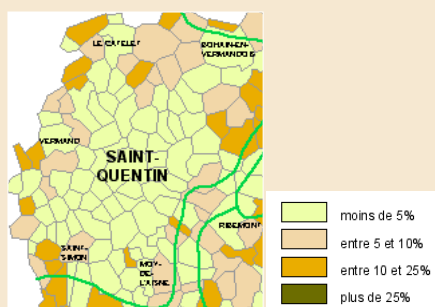 LE CATELET
BOHAIN-EN-
VERMANDOIS
VERMAND
SAINT-
QUENTIN
RIBEMONT
SAINT-
SIMON
MOY-
DE-
L'AISNE
moins de 5%
entre 5 et 10%
entre 10 et 25%
plus de 25%